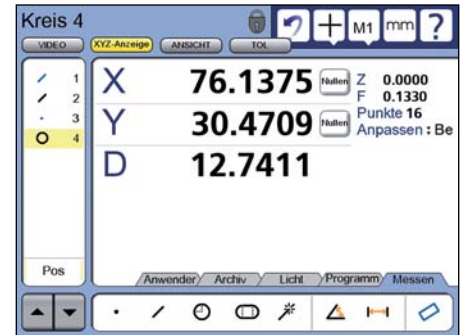 Kreis 4
M1 mm ?
VIDEO XYZ-Anzeige ANSICHT TOL
1
2
3
4
X 76.1375 Nullen
Y 30.4709 Nullen
D 12.7411
Z 0.0000
F 0.1330
Punkte 16
Anpassen : Be
Pos
Anwender Archiv Licht Programm Messen